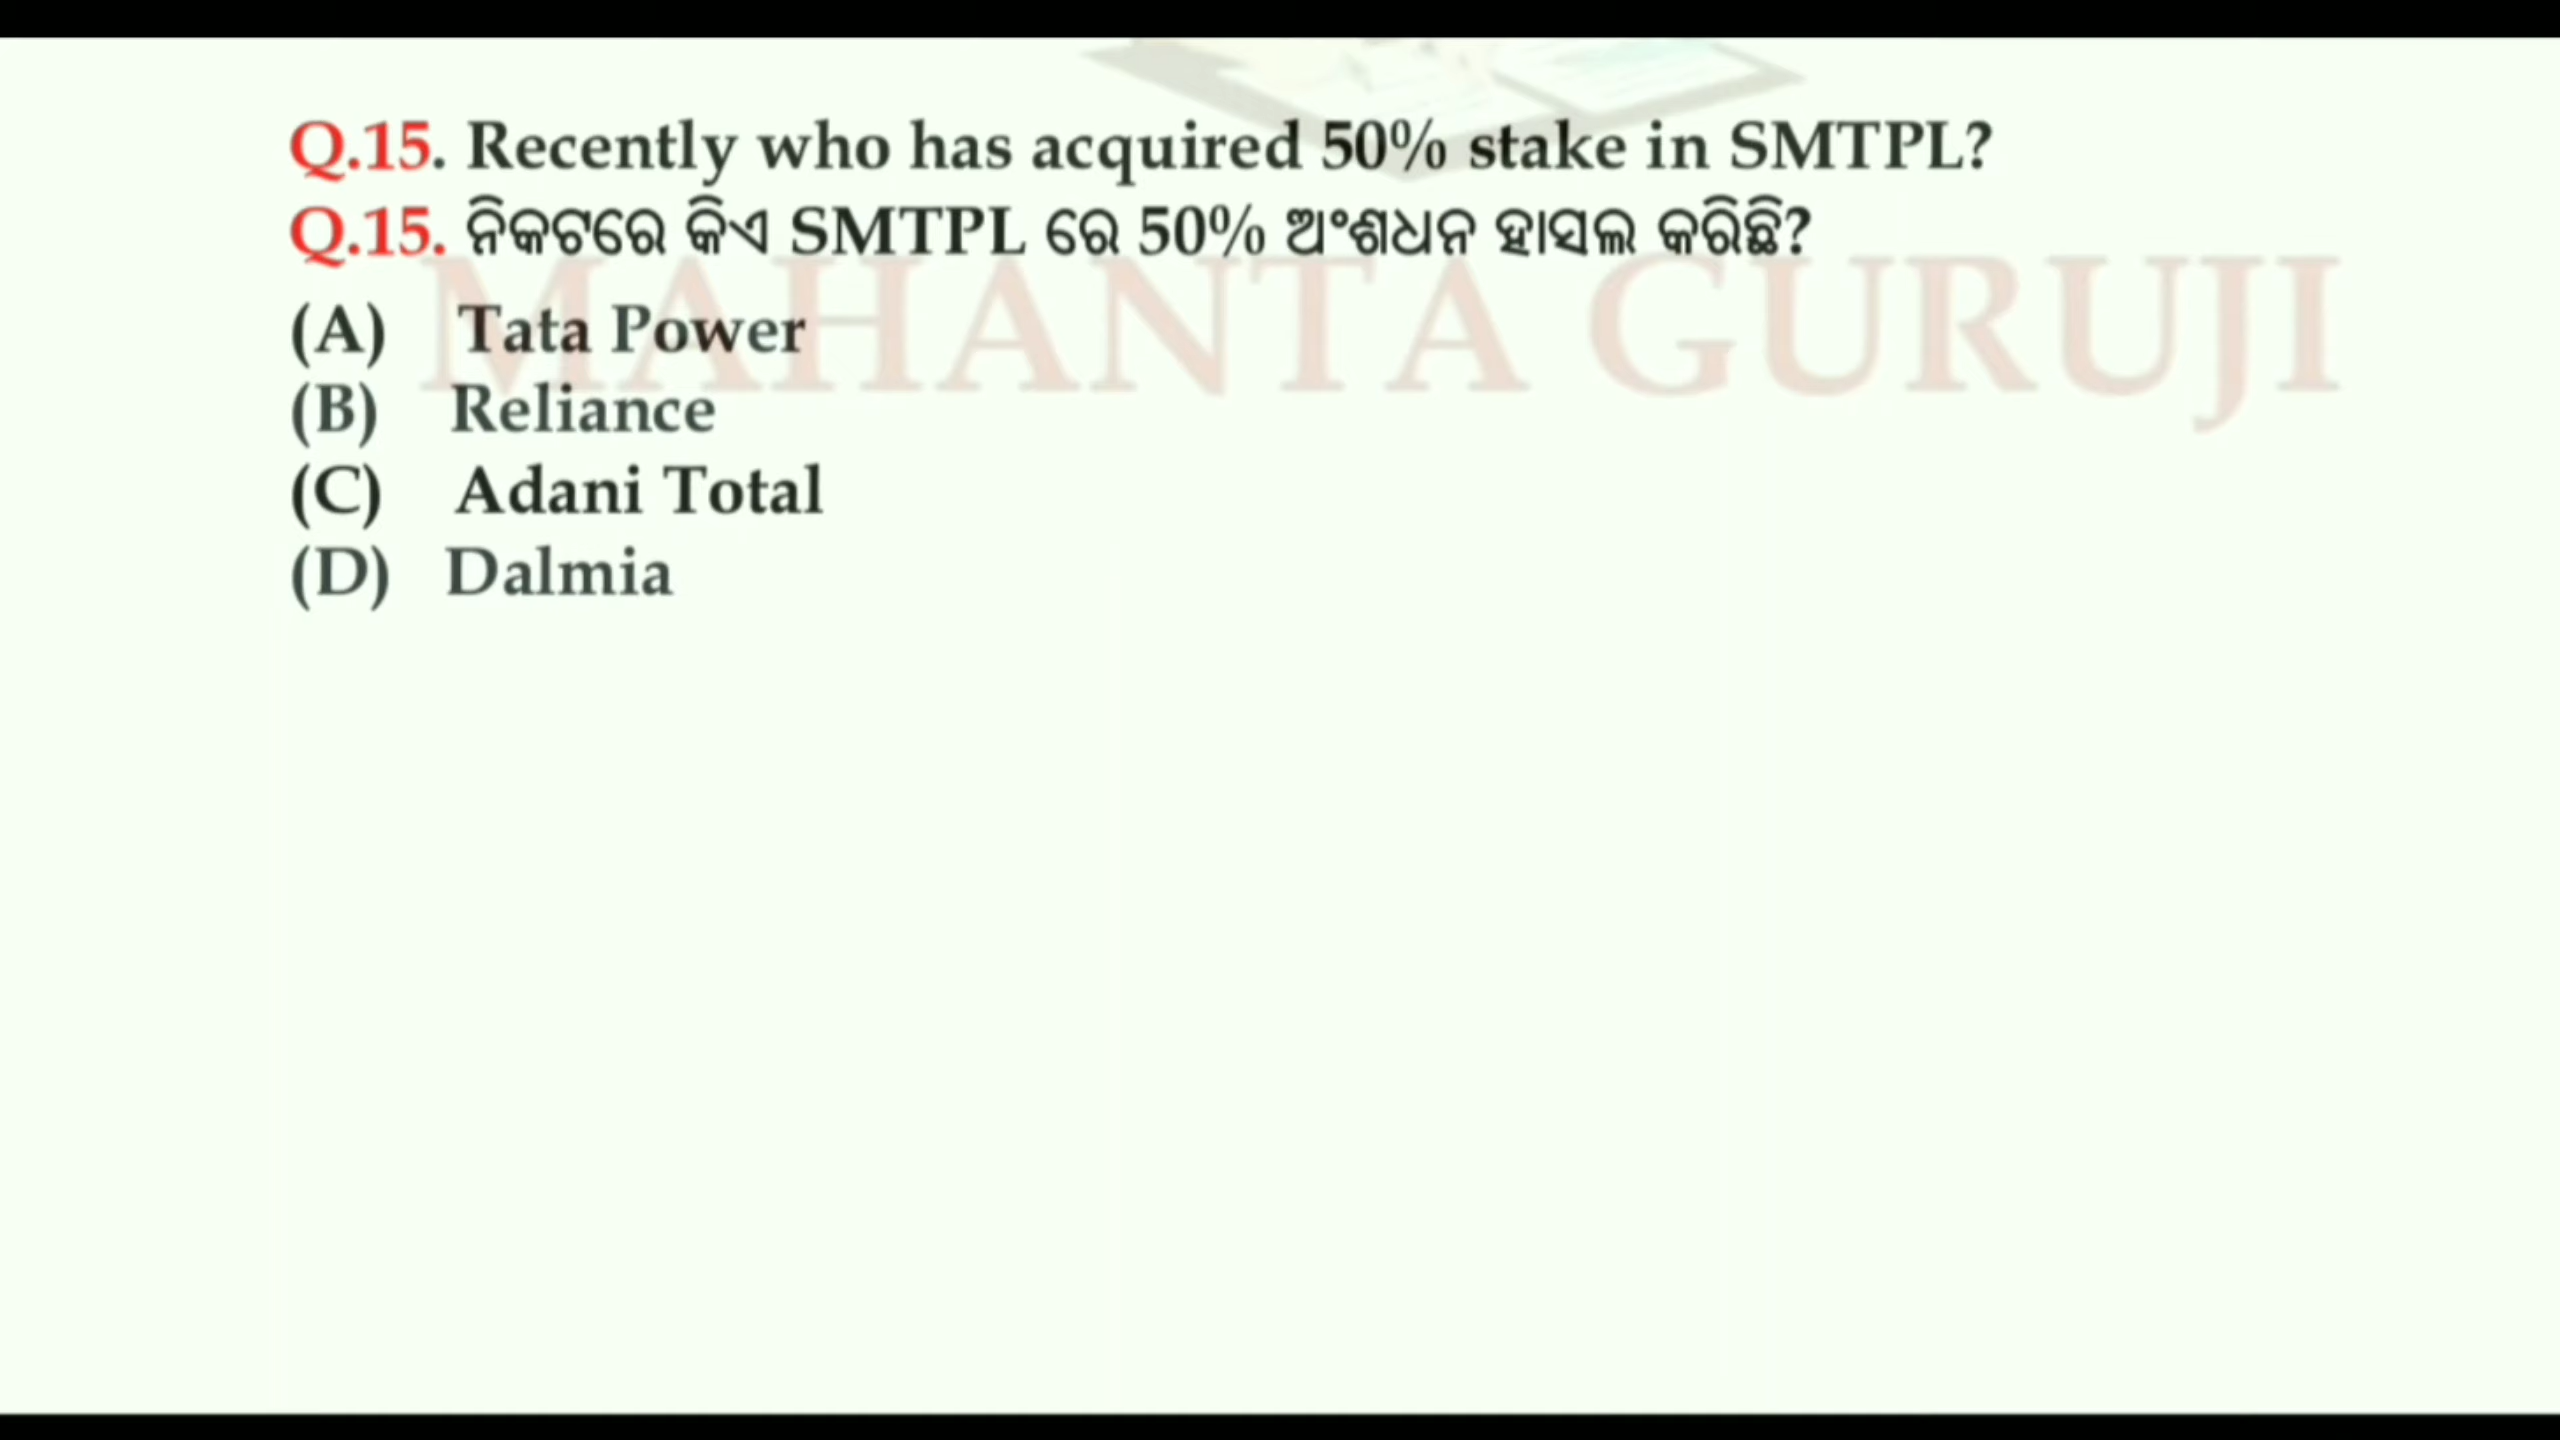 Q.15. Recently who has acquired 50% stake in SMTPL?
Q.15. ନିକଟରେ କିଏ SMTPL ରେ 50% ଅଂଶଧନ ହାସଲ କରିଛି?
MAHANTA GURUJI
(A) Tata Power
(B) Reliance
(C) Adani Total
(D) Dalmia